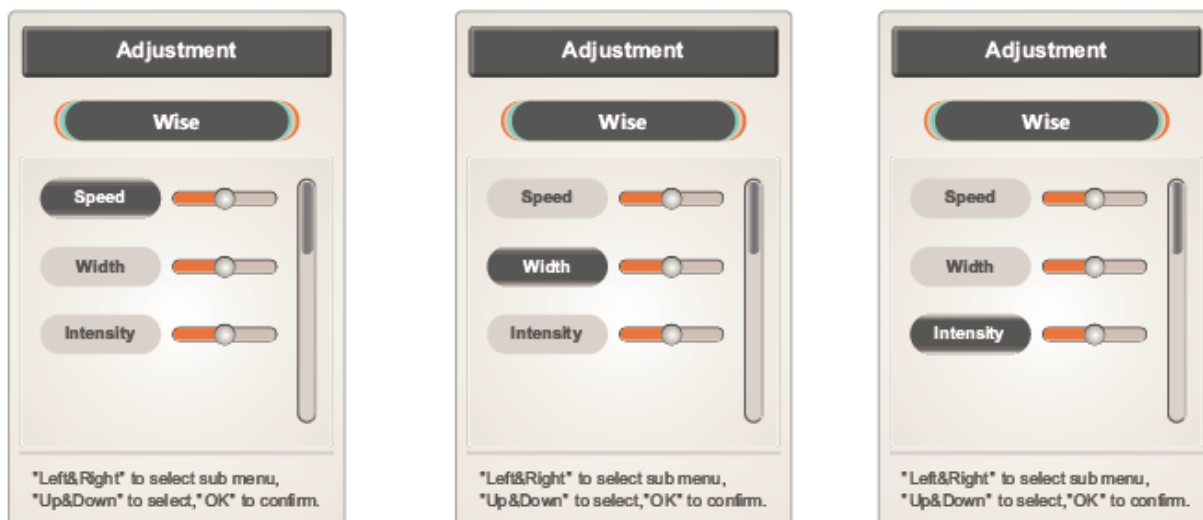 Adjustment
Wise
Speed
Width
Intensity
"Left&Right" to select sub menu,
"Up&Down" to select,"OK" to confirm.
Adjustment
Wise
Speed
Width
Intensity
"Left&Right" to select sub menu,
"Up&Down" to select,"OK" to confirm.
Adjustment
Wise
Speed
Width
Intensity
"Left&Right" to select sub menu,
"Up&Down" to select,"OK" to confirm.